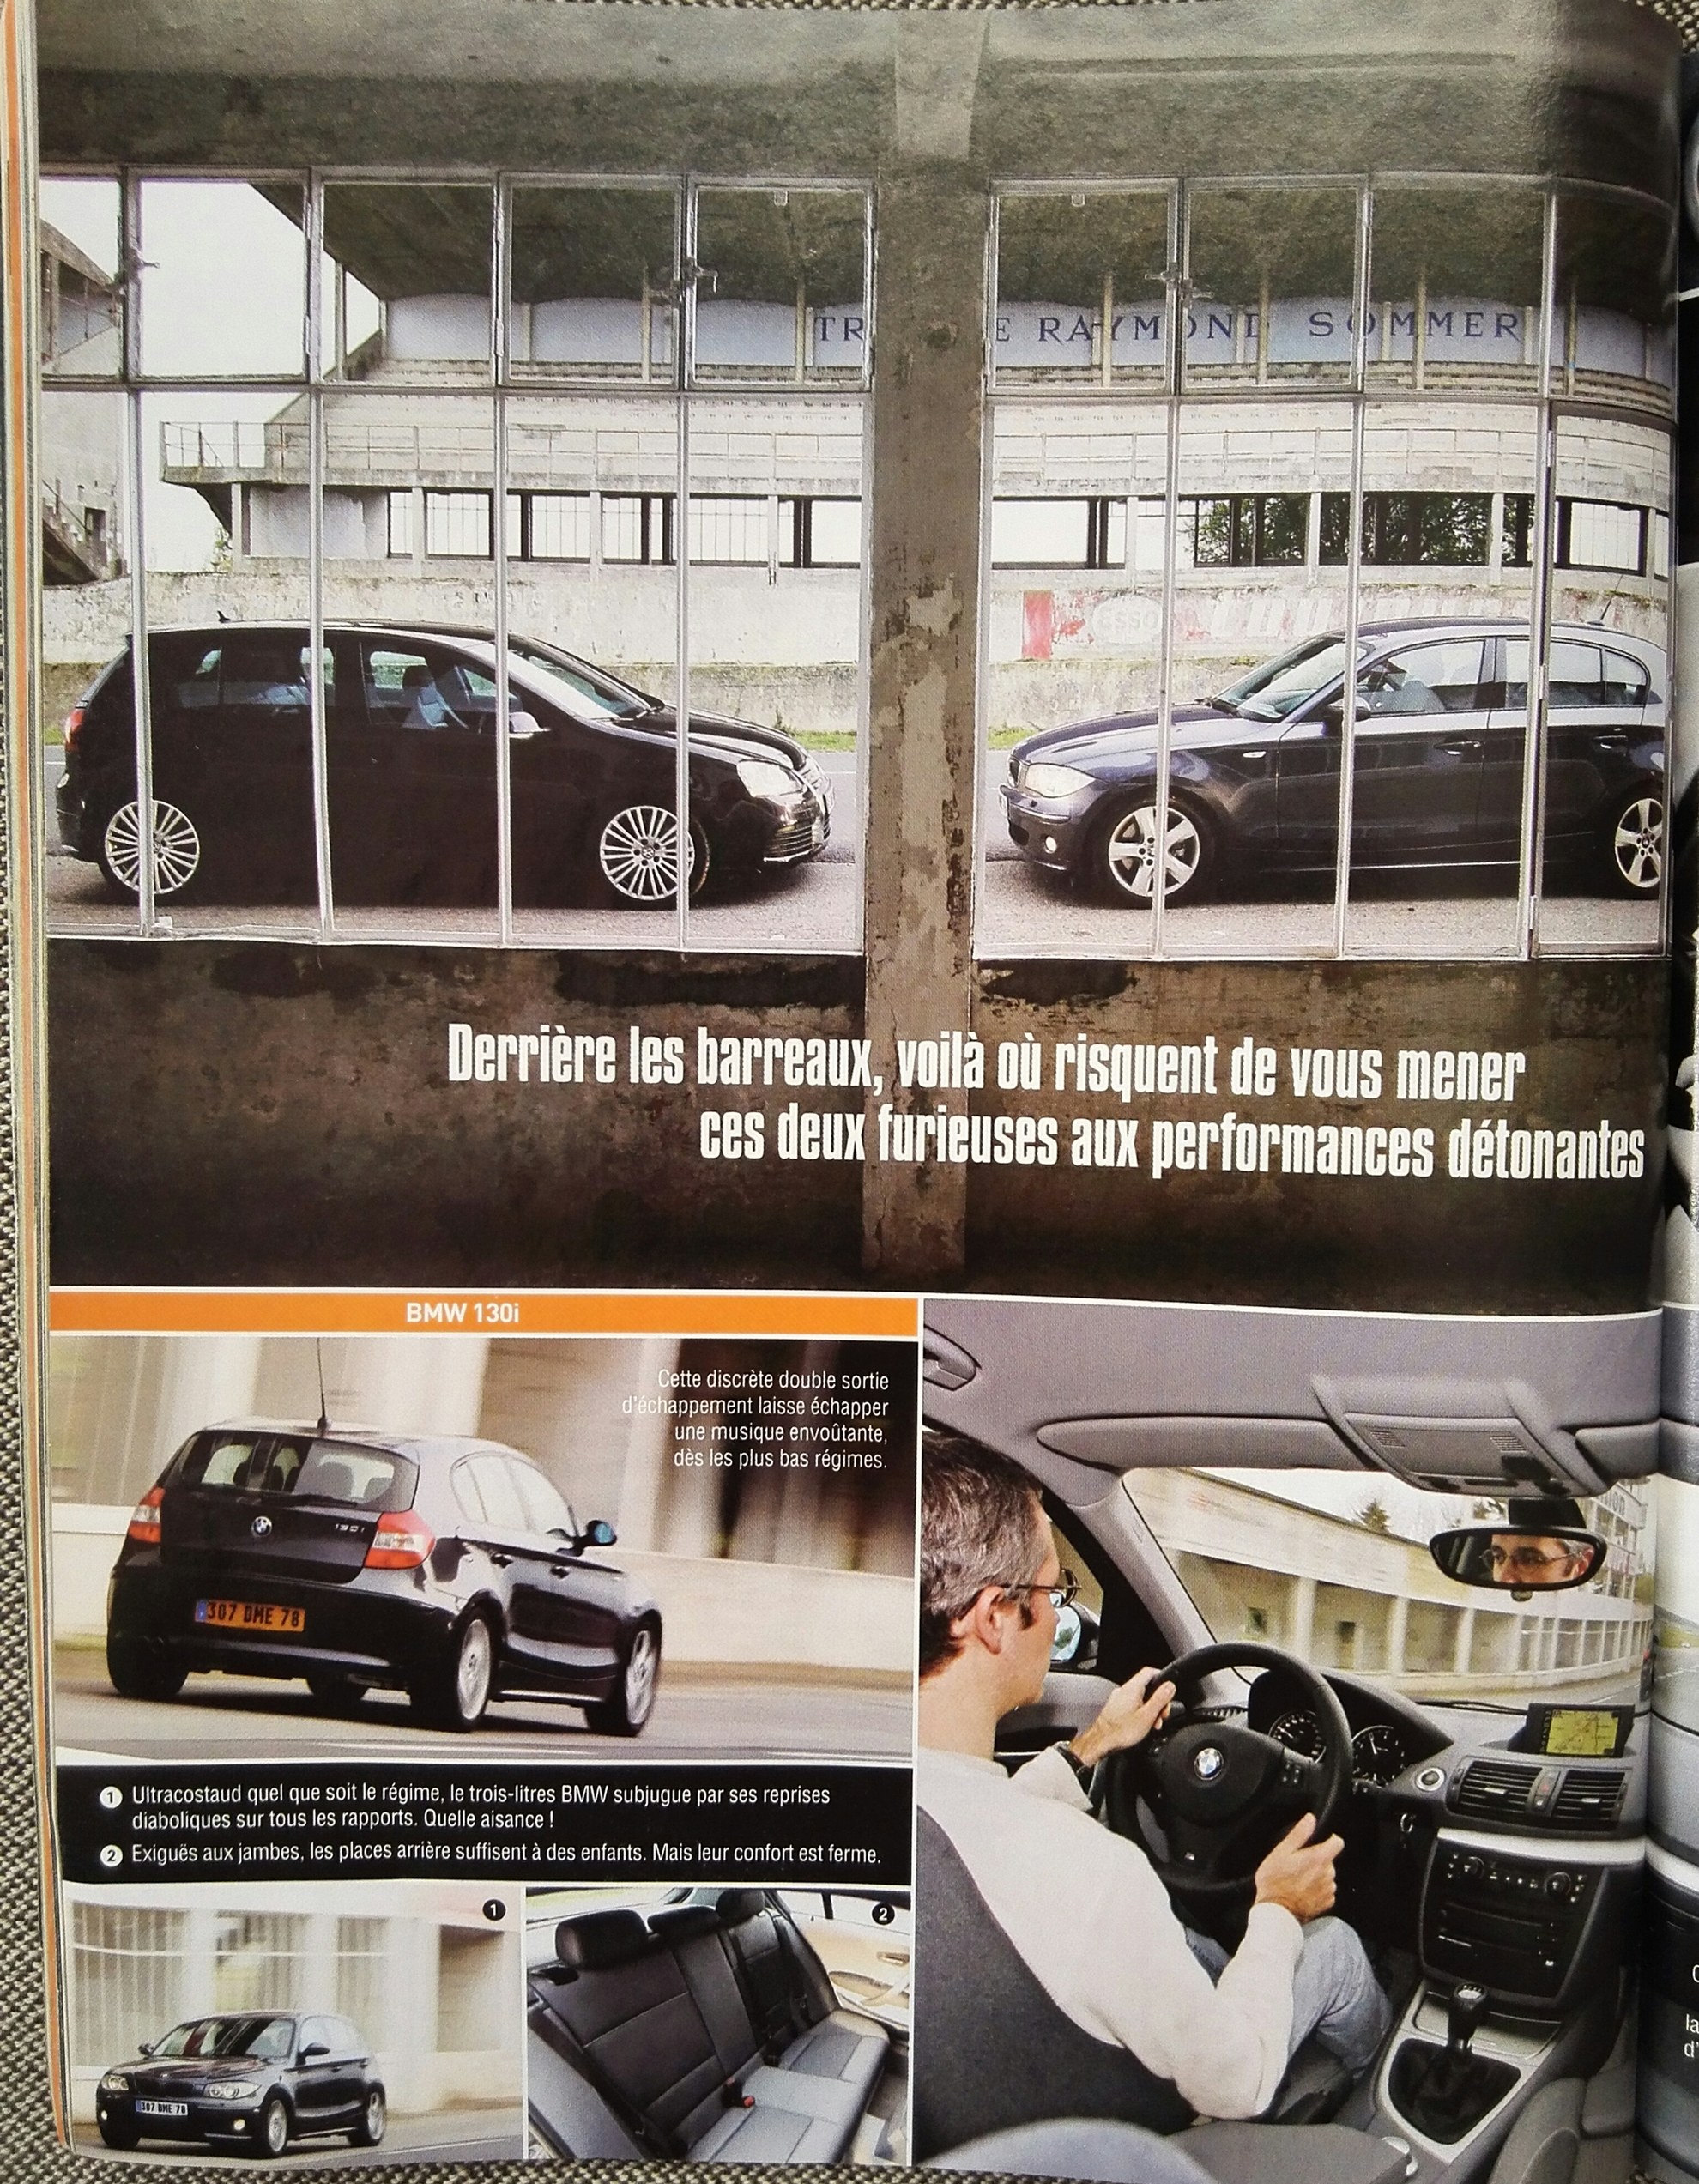 TR E RAYMOND SOMMER
ESSO
Derrière les barreaux, voilà où risquent de vous mener
ces deux furieuses aux performances détonantes
BMW 130i
Cette discrète double sortie
d'échappement laisse échapper
une musique envoûtante,
dès les plus bas régimes.
130i
307 DME 78
1 Ultracostaud quel que soit le régime, le trois-litres BMW subjugue par ses reprises
diaboliques sur tous les rapports. Quelle aisance !
2 Exiguës aux jambes, les places arrière suffisent à des enfants. Mais leur confort est ferme.
1
2
307 DME 78
la
d'